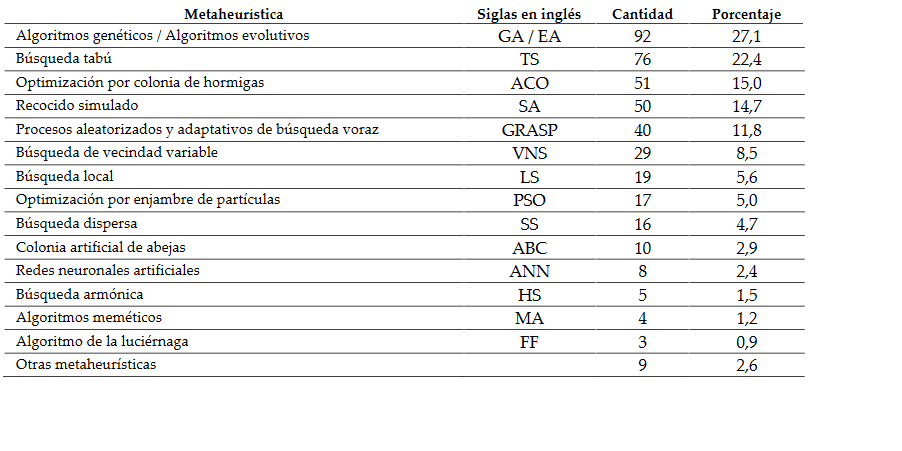 Metaheurística Siglas en inglés Cantidad Porcentaje
Algoritmos genéticos / Algoritmos evolutivos GA / EA 92 27,1
Búsqueda tabú TS 76 22,4
Optimización por colonia de hormigas ACO 51 15,0
Recocido simulado SA 50 14,7
Procesos aleatorizados y adaptativos de búsqueda voraz GRASP 40 11,8
Búsqueda de vecindad variable VNS 29 8,5
Búsqueda local LS 19 5,6
Optimización por enjambre de partículas PSO 17 5,0
Búsqueda dispersa SS 16 4,7
Colonia artificial de abejas ABC 10 2,9
Redes neuronales artificiales ANN 8 2,4
Búsqueda armónica HS 5 1,5
Algoritmos meméticos MA 4 1,2
Algoritmo de la luciérnaga FF 3 0,9
Otras metaheurísticas 9 2,6